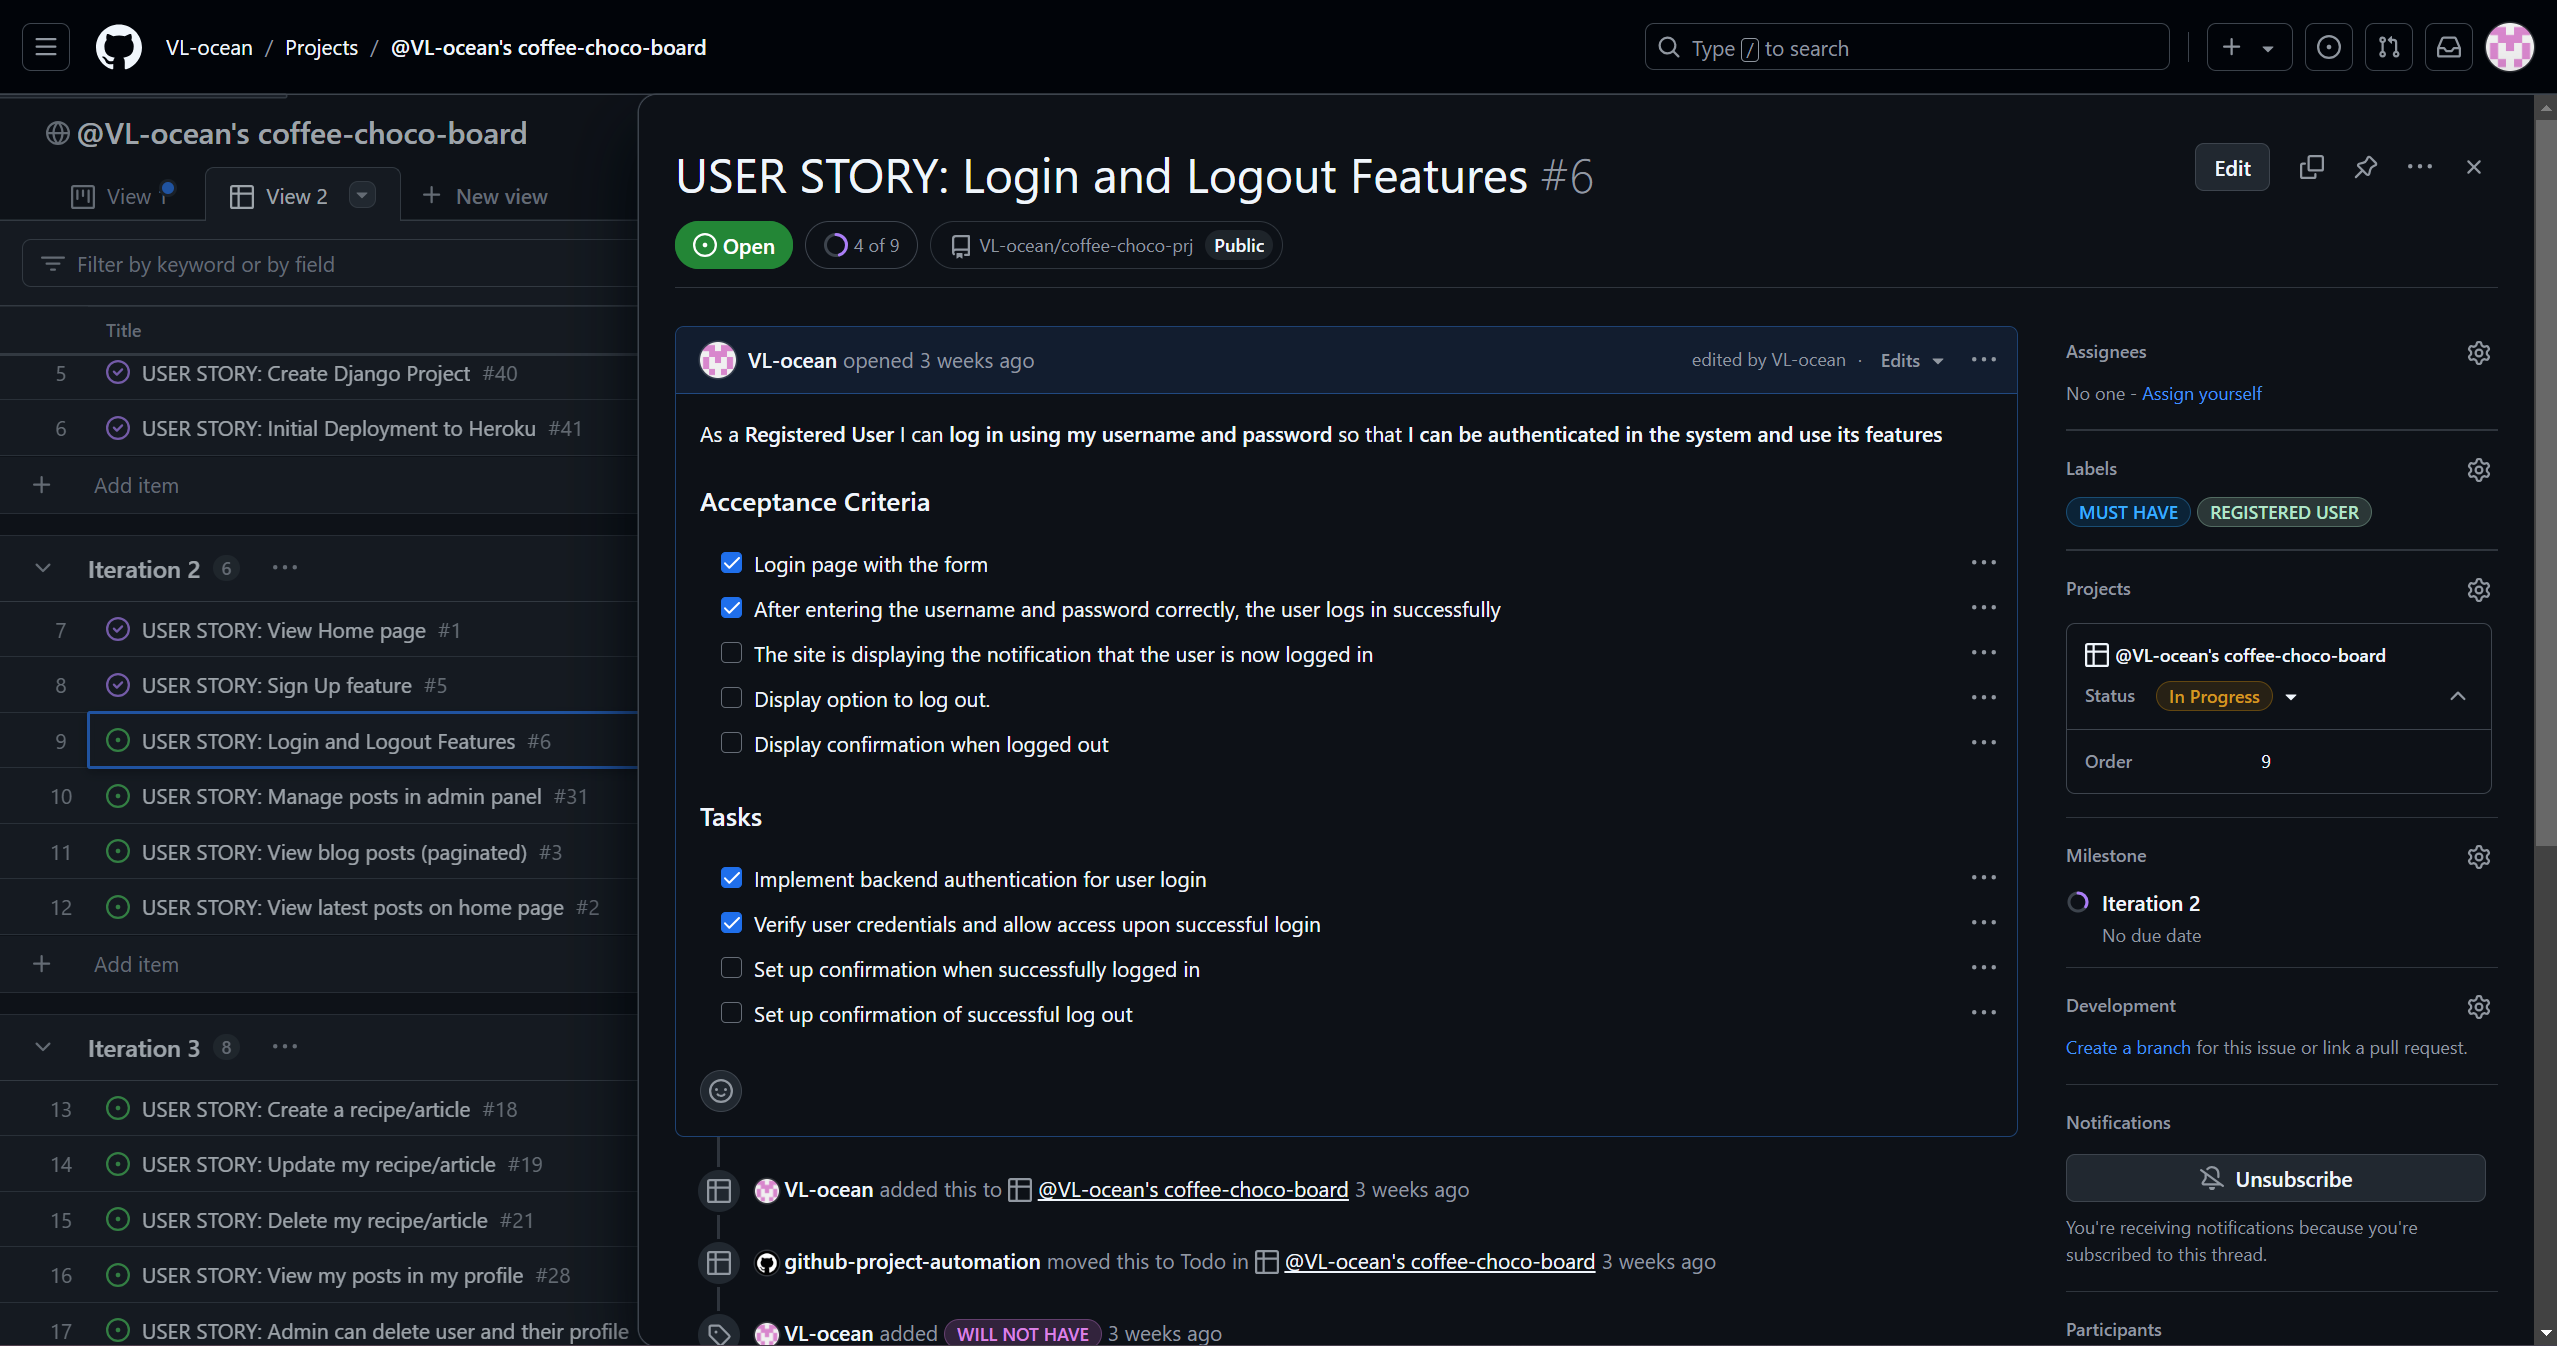 VL-ocean / Projects / @VL-ocean's coffee-choco-board
Type / to search
@VL-ocean's coffee-choco-board
View 1
View 2
New view
Filter by keyword or by field
Title
5 USER STORY: Create Django Project #40
6 USER STORY: Initial Deployment to Heroku #41
Add item
Iteration 2 6
7 USER STORY: View Home page #1
8 USER STORY: Sign Up feature #5
9 USER STORY: Login and Logout Features #6
10 USER STORY: Manage posts in admin panel #31
11 USER STORY: View blog posts (paginated) #3
12 USER STORY: View latest posts on home page #2
Add item
Iteration 3 8
13 USER STORY: Create a recipe/article #18
14 USER STORY: Update my recipe/article #19
15 USER STORY: Delete my recipe/article #21
16 USER STORY: View my posts in my profile #28
17 USER STORY: Admin can delete user and their profile
USER STORY: Login and Logout Features #6
Edit
Open
4 of 9
VL-ocean/coffee-choco-prj Public
VL-ocean opened 3 weeks ago
edited by VL-ocean · Edits
As a Registered User I can log in using my username and password so that I can be authenticated in the system and use its features
Acceptance Criteria
Login page with the form
After entering the username and password correctly, the user logs in successfully
The site is displaying the notification that the user is now logged in
Display option to log out.
Display confirmation when logged out
Tasks
Implement backend authentication for user login
Verify user credentials and allow access upon successful login
Set up confirmation when successfully logged in
Set up confirmation of successful log out
VL-ocean added this to @VL-ocean's coffee-choco-board 3 weeks ago
github-project-automation moved this to Todo in @VL-ocean's coffee-choco-board 3 weeks ago
VL-ocean added WILL NOT HAVE 3 weeks ago
Assignees
No one - Assign yourself
Labels
MUST HAVE REGISTERED USER
Projects
@VL-ocean's coffee-choco-board
Status In Progress
Order 9
Milestone
Iteration 2
No due date
Development
Create a branch for this issue or link a pull request.
Notifications
Unsubscribe
You're receiving notifications because you're
subscribed to this thread.
Participants